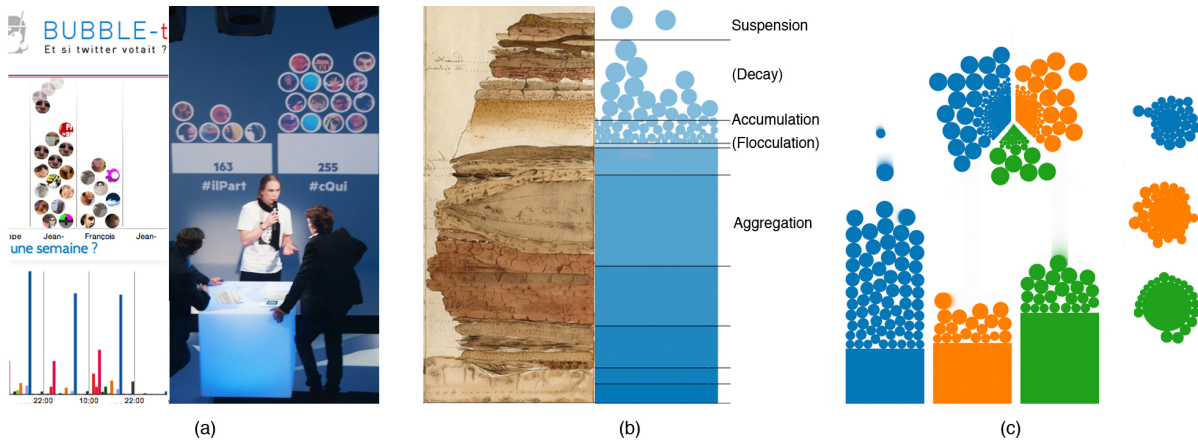 BUBBLE-t
Et si twitter votait ?
ope Jean- François Jean-
une semaine ?
22:00 10:00 22:00
163 255
#ilPart #cQui
Suspension
(Decay)
Accumulation
(Flocculation)
Aggregation
(a) (b) (c)